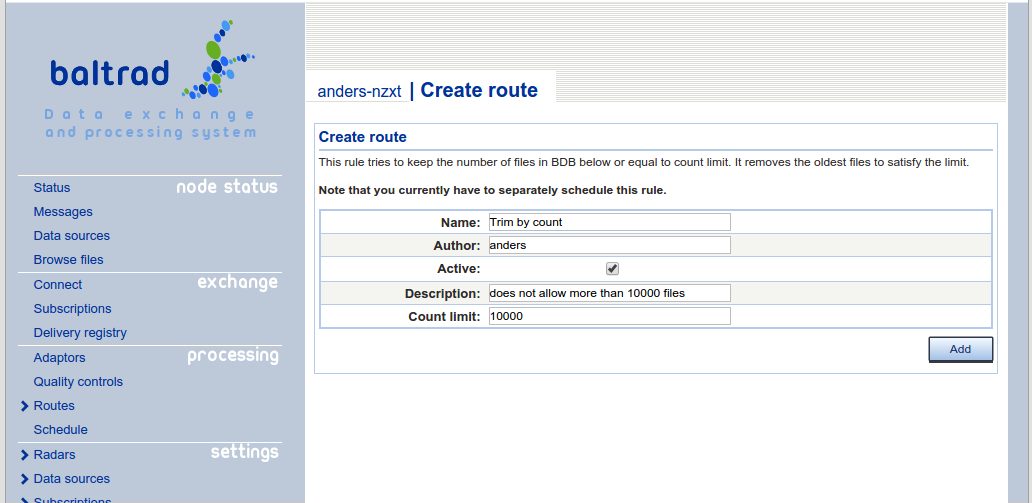 baltrad
Data exchange
and processing system
node status
Status
Messages
Data sources
Browse files
exchange
Connect
Subscriptions
Delivery registry
processing
Adaptors
Quality controls
Routes
Schedule
settings
Radars
Data sources
Subscriptions
anders-nzxt | Create route
Create route
This rule tries to keep the number of files in BDB below or equal to count limit. It removes the oldest files to satisfy the limit.
Note that you currently have to separately schedule this rule.
Name: Trim by count
Author: anders
Active:
Description: does not allow more than 10000 files
Count limit: 10000
Add